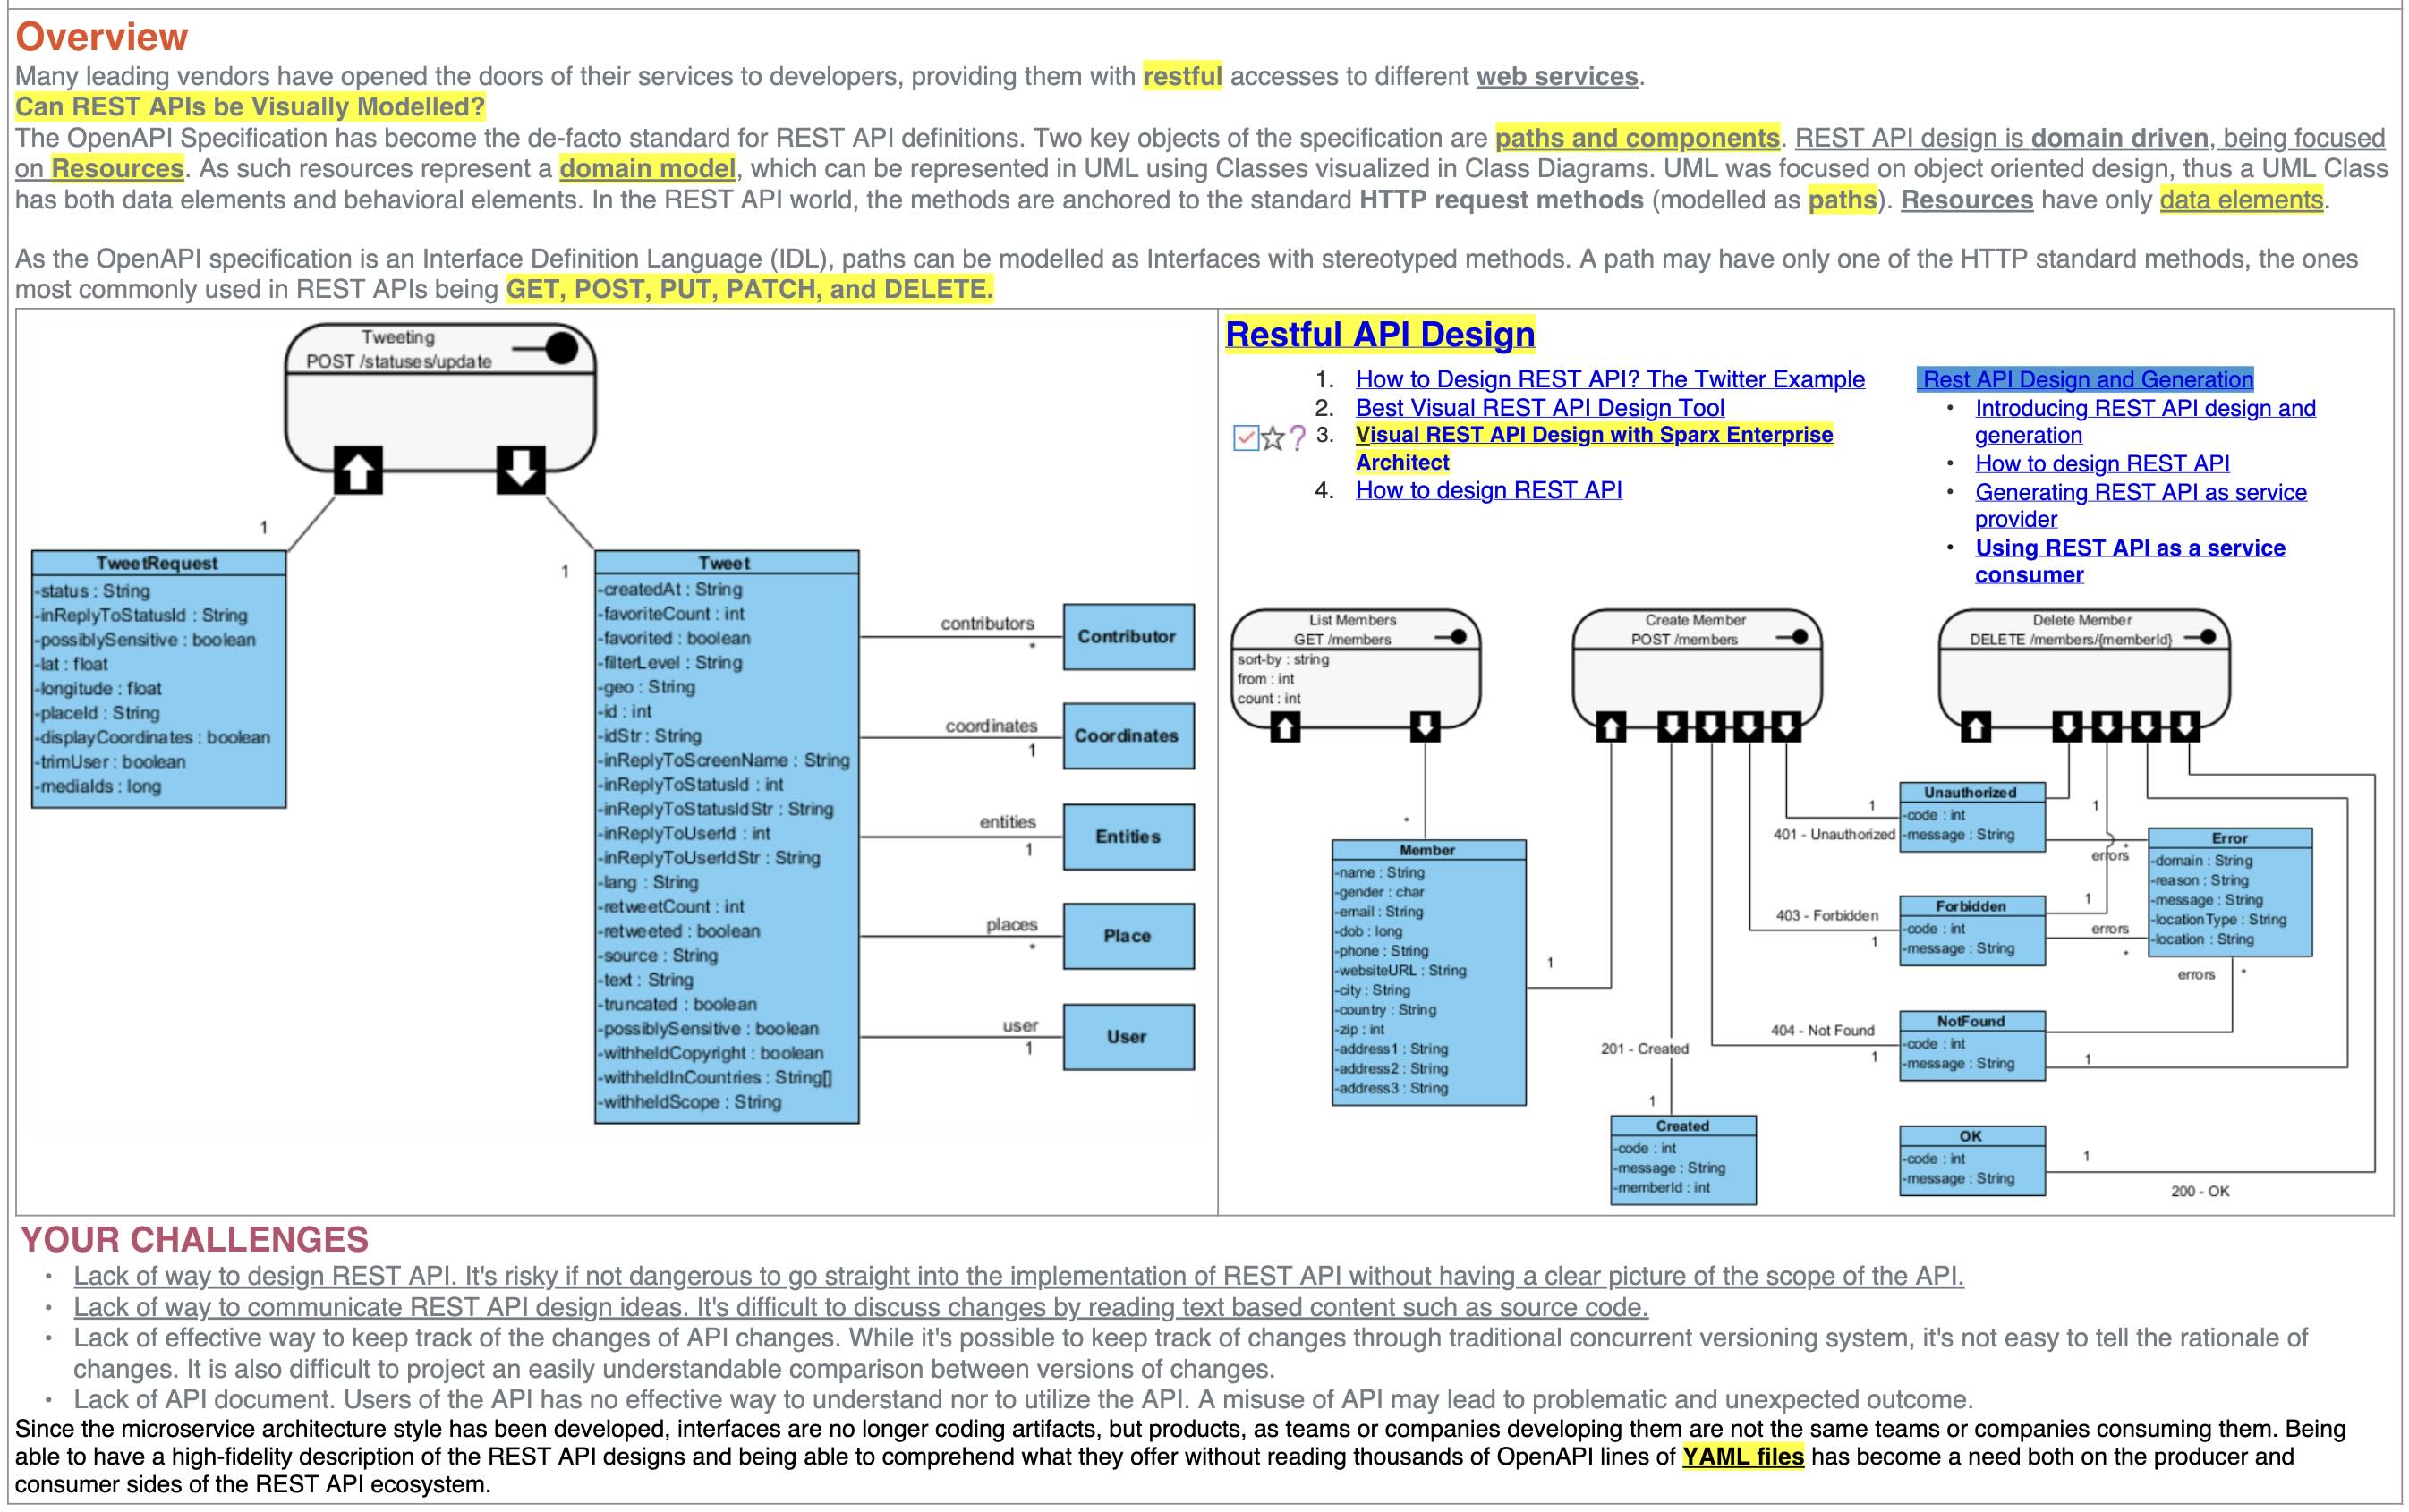 Overview
Many leading vendors have opened the doors of their services to developers, providing them with restful accesses to different web services.
Can REST APIs be Visually Modelled?
The OpenAPI Specification has become the de-facto standard for REST API definitions. Two key objects of the specification are paths and components. REST API design is domain driven, being focused
on Resources. As such resources represent a domain model, which can be represented in UML using Classes visualized in Class Diagrams. UML was focused on object oriented design, thus a UML Class
has both data elements and behavioral elements. In the REST API world, the methods are anchored to the standard HTTP request methods (modelled as paths). Resources have only data elements.
As the OpenAPI specification is an Interface Definition Language (IDL), paths can be modelled as Interfaces with stereotyped methods. A path may have only one of the HTTP standard methods, the ones
most commonly used in REST APIs being GET, POST, PUT, PATCH, and DELETE.
Tweeting
POST /statuses/update
1
1
TweetRequest
-status : String
-inReplyToStatusId : String
-possiblySensitive : boolean
-lat : float
-longitude : float
-placeId : String
-displayCoordinates : boolean
-trimUser : boolean
-mediaIds : long
Tweet
-createdAt : String
-favoriteCount : int
-favorited : boolean
-filterLevel : String
-geo : String
-id : int
-idStr : String
-inReplyToScreenName : String
-inReplyToStatusId : int
-inReplyToStatusIdStr : String
-inReplyToUserId : int
-inReplyToUserIdStr : String
-lang : String
-retweetCount : int
-retweeted : boolean
-source : String
-text : String
-truncated : boolean
-possiblySensitive : boolean
-withheldCopyright : boolean
-withheldInCountries : String[]
-withheldScope : String
contributors
*
Contributor
coordinates
1
Coordinates
entities
1
Entities
places
*
Place
user
1
User
Restful API Design
1. How to Design REST API? The Twitter Example
2. Best Visual REST API Design Tool
? 3. Visual REST API Design with Sparx Enterprise
Architect
4. How to design REST API
Rest API Design and Generation
• Introducing REST API design and
generation
• How to design REST API
• Generating REST API as service
provider
• Using REST API as a service
consumer
List Members
GET /members
sort-by : string
from : int
count : int
Create Member
POST /members
Delete Member
DELETE /members/{memberId}
*
Member
-name : String
-gender : char
-email : String
-dob : long
-phone : String
-websiteURL : String
-city : String
-country : String
-zip : int
-address1 : String
-address2 : String
-address3 : String
1
201 - Created
1
Created
-code : int
-message : String
-memberId : int
1
401 - Unauthorized
Unauthorized
-code : int
-message : String
1
errors
*
Error
-domain : String
-reason : String
-message : String
-locationType : String
-location : String
403 - Forbidden
1
Forbidden
-code : int
-message : String
1
errors
*
errors
*
404 - Not Found
1
NotFound
-code : int
-message : String
1
OK
-code : int
-message : String
1
200 - OK
YOUR CHALLENGES
• Lack of way to design REST API. It's risky if not dangerous to go straight into the implementation of REST API without having a clear picture of the scope of the API.
• Lack of way to communicate REST API design ideas. It's difficult to discuss changes by reading text based content such as source code.
• Lack of effective way to keep track of the changes of API changes. While it's possible to keep track of changes through traditional concurrent versioning system, it's not easy to tell the rationale of
changes. It is also difficult to project an easily understandable comparison between versions of changes.
• Lack of API document. Users of the API has no effective way to understand nor to utilize the API. A misuse of API may lead to problematic and unexpected outcome.
Since the microservice architecture style has been developed, interfaces are no longer coding artifacts, but products, as teams or companies developing them are not the same teams or companies consuming them. Being
able to have a high-fidelity description of the REST API designs and being able to comprehend what they offer without reading thousands of OpenAPI lines of YAML files has become a need both on the producer and
consumer sides of the REST API ecosystem.